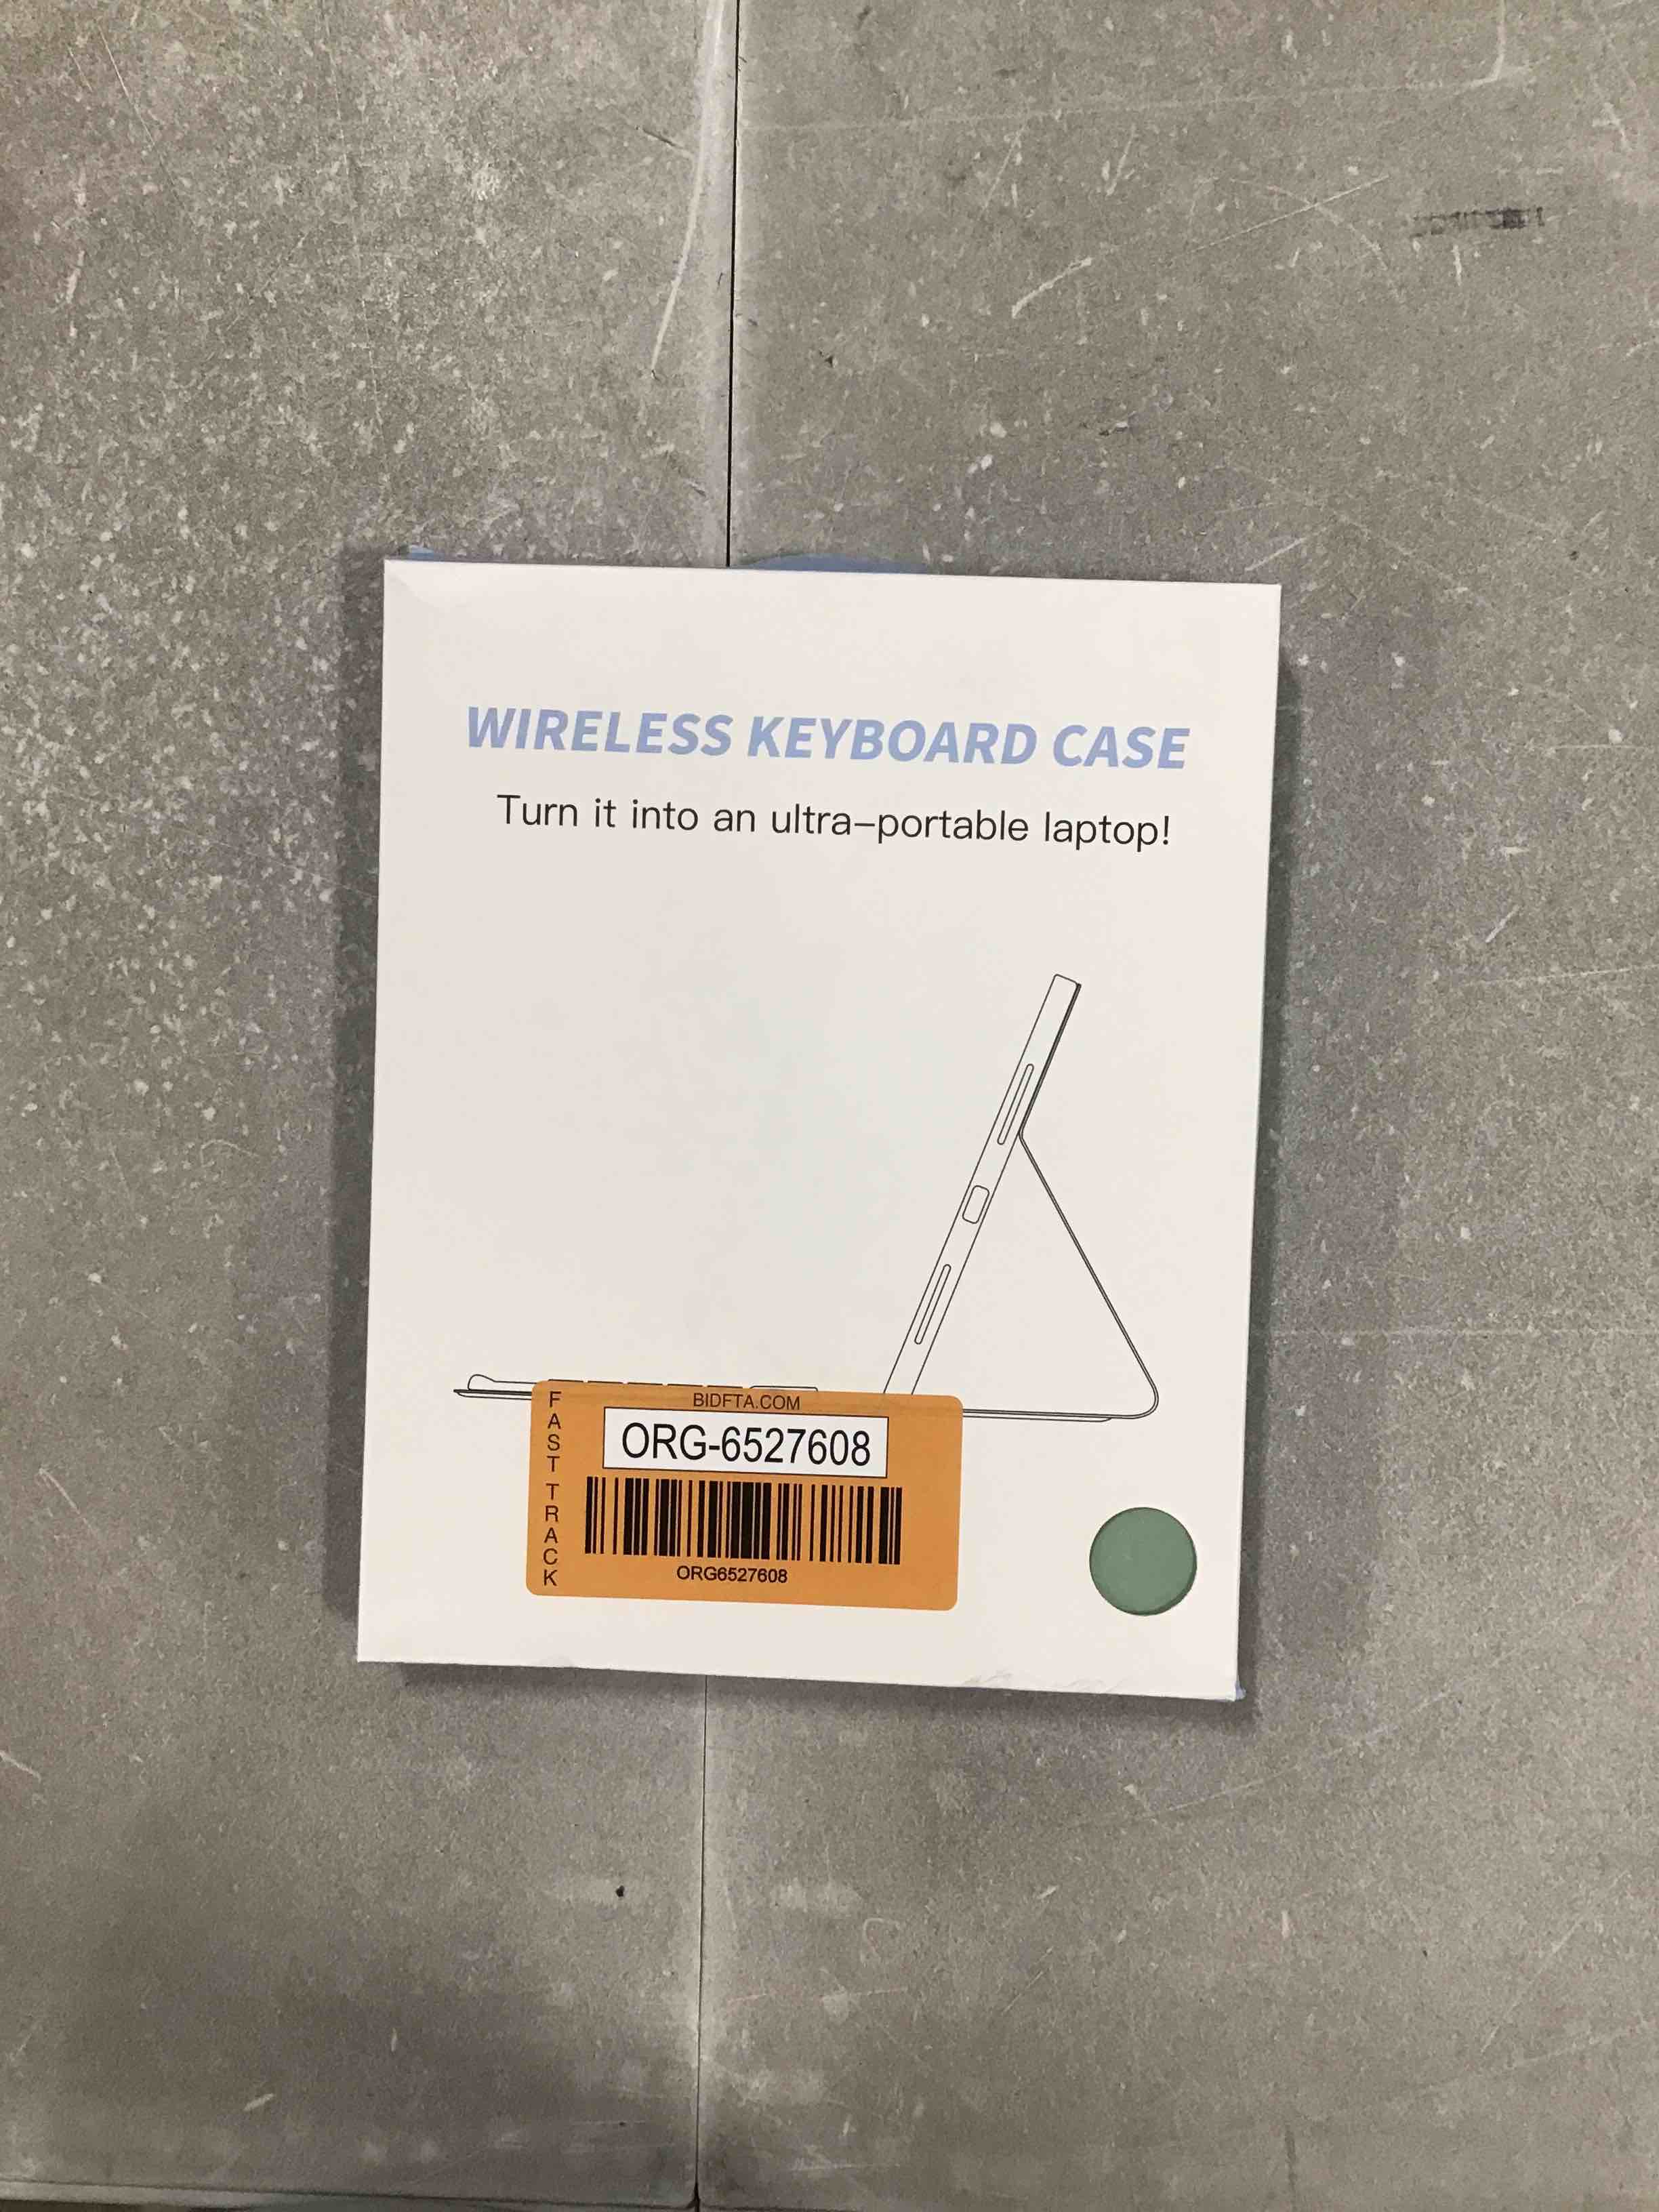 WIRELESS KEYBOARD CASE
Turn it into an ultra–portable laptop!
BIDFTA.COM
FAST TRACK
ORG-6527608
ORG6527608